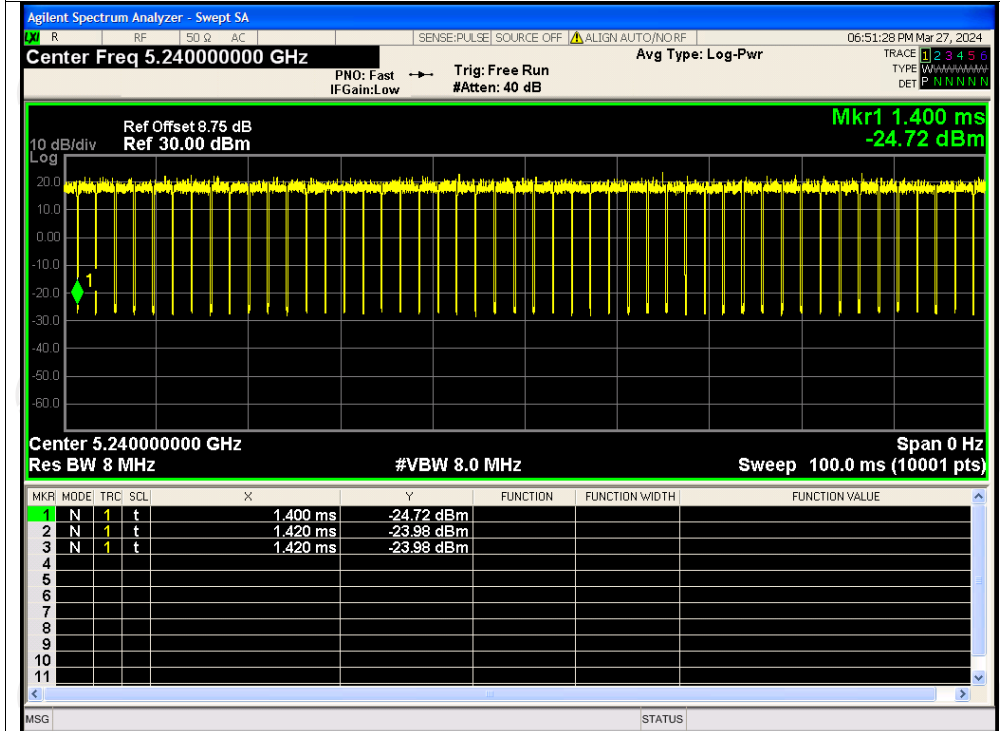 Agilent Spectrum Analyzer - Swept SA
LXI R RF 50 Ω AC SENSE:PULSE SOURCE OFF ALIGN AUTO/NO RF 06:51:28 PM Mar 27, 2024
Center Freq 5.240000000 GHz Avg Type: Log-Pwr TRACE 1 2 3 4 5 6
PNO: Fast Trig: Free Run TYPE WWWWWW
IFGain:Low #Atten: 40 dB DET P N N N N N
Mkr1 1.400 ms
-24.72 dBm
Ref Offset 8.75 dB
10 dB/div Ref 30.00 dBm
Log
20.0
10.0
0.00
-10.0
1
-20.0
-30.0
-40.0
-50.0
-60.0
Center 5.240000000 GHz Span 0 Hz
Res BW 8 MHz #VBW 8.0 MHz Sweep 100.0 ms (10001 pts)
MKR MODE TRC SCL X Y FUNCTION FUNCTION WIDTH FUNCTION VALUE
1 N 1 t 1.400 ms -24.72 dBm
2 N 1 t 1.420 ms -23.98 dBm
3 N 1 t 1.420 ms -23.98 dBm
4
5
6
7
8
9
10
11
MSG STATUS